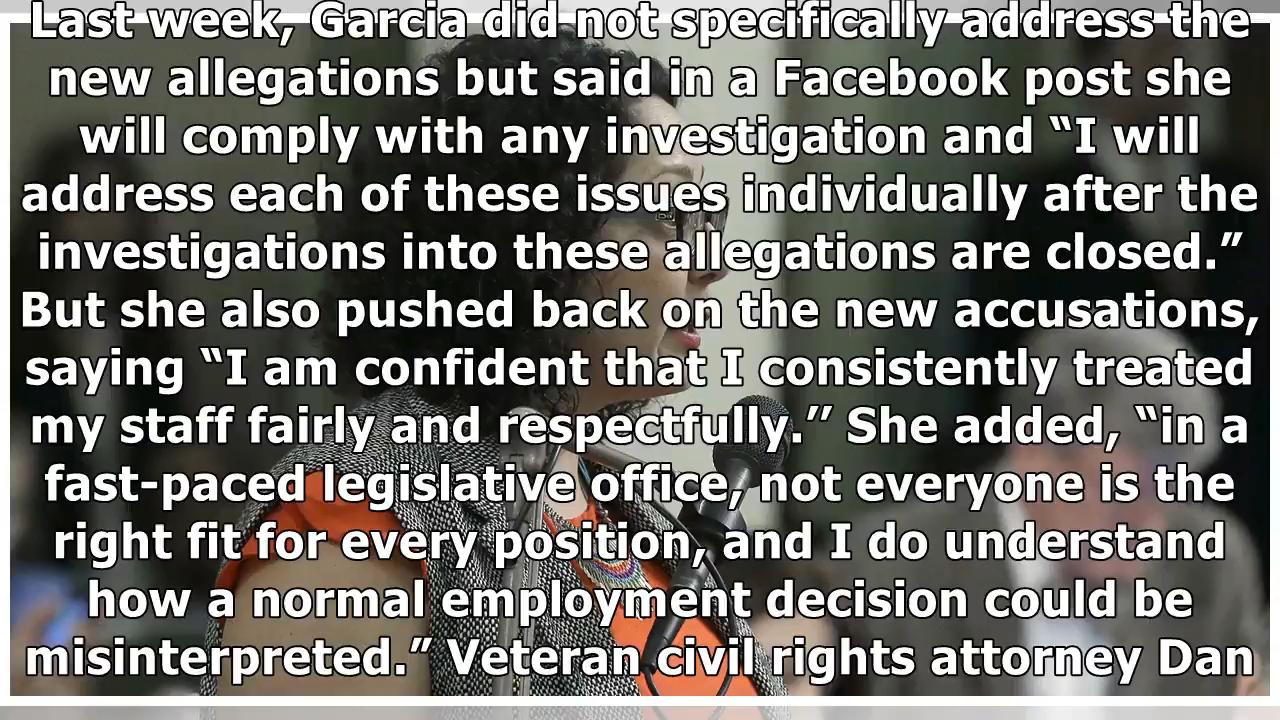 Last week, Garcia did not specifically address the
new allegations but said in a Facebook post she
will comply with any investigation and “I will
address each of these issues individually after the
investigations into these allegations are closed.”
But she also pushed back on the new accusations,
saying “I am confident that I consistently treated
my staff fairly and respectfully.’’ She added, “in a
fast-paced legislative office, not everyone is the
right fit for every position, and I do understand
how a normal employment decision could be
misinterpreted.” Veteran civil rights attorney Dan